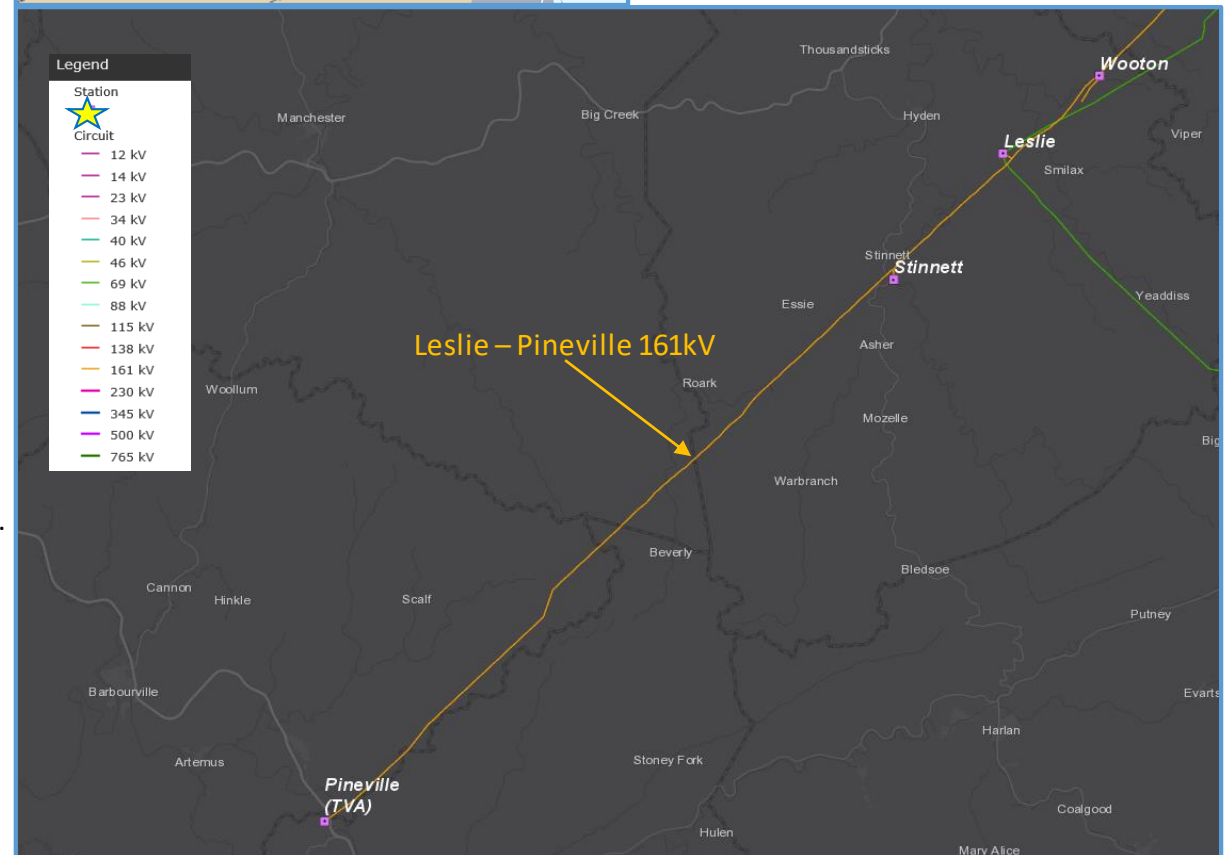 Legend
Station
Circuit
12 kV
14 kV
23 kV
34 kV
40 kV
46 kV
69 kV
88 kV
115 kV
138 kV
161 kV
230 kV
345 kV
500 kV
765 kV
Thousandsticks
Wooton
Manchester
Big Creek
Hyden
Viper
Leslie
Smilax
Stinnett
Stinnett
Essie
Yeaddiss
Leslie – Pineville 161kV
Asher
Woollum
Roark
Mozelle
Big
Warbranch
.
Beverly
Bledsoe
Cannon
Hinkle
Scalf
Putney
Barbourville
Evarts
Harlan
Artemus
Stoney Fork
Pineville
(TVA)
Coalgood
Hulen
Mary Alice